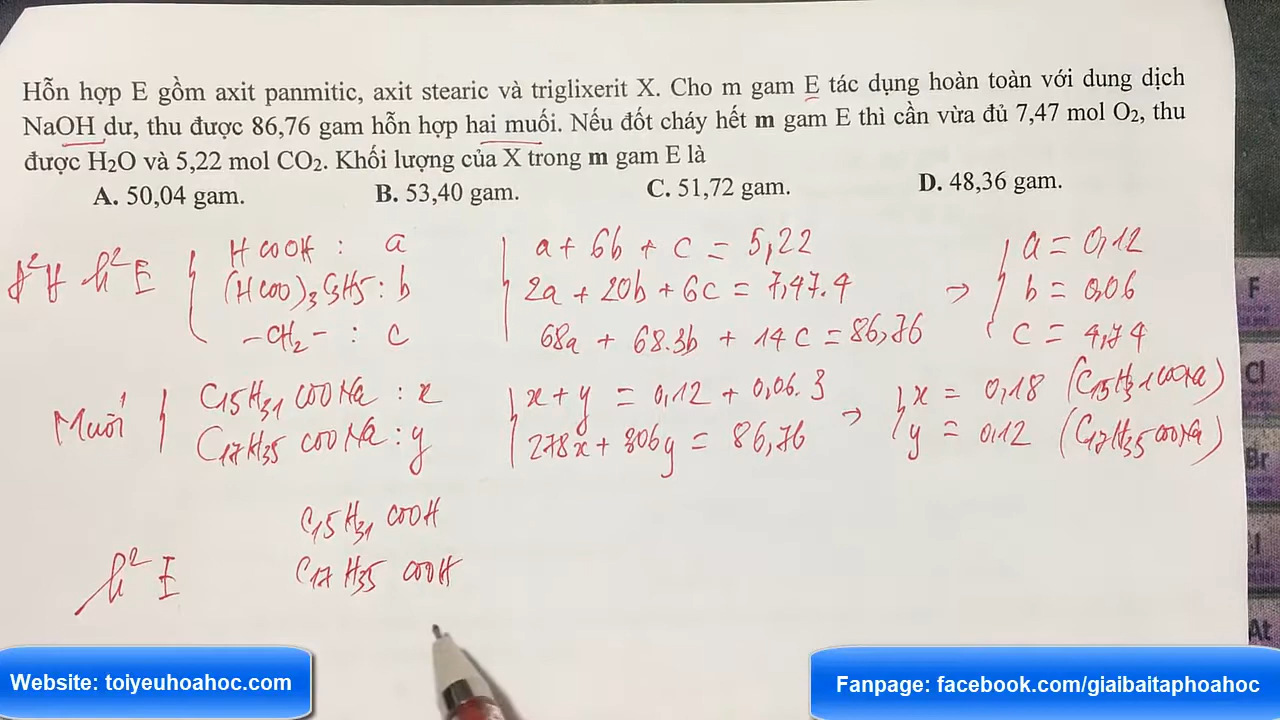 Hỗn hợp E gồm axit panmitic, axit stearic và triglixerit X. Cho m gam E tác dụng hoàn toàn với dung dịch
NaOH dư, thu được 86,76 gam hỗn hợp hai muối. Nếu đốt cháy hết m gam E thì cần vừa đủ 7,47 mol O₂, thu
được H₂O và 5,22 mol CO₂. Khối lượng của X trong m gam E là
A. 50,04 gam. B. 53,40 gam. C. 51,72 gam. D. 48,36 gam.
HCOOH : a
(HCOO)₃C₃H₅ : b
-CH₂- : c
a + 6b + c = 5,22
2a + 20b + 6c = 7,47.4
68a + 68.3b + 14c = 86,76
→ a = 0,12
b = 0,06
c = 4,74
h² E
Muối
C₁₅H₃₁COONa : x
C₁₇H₃₅COONa : y
x + y = 0,12 + 0,06.3
278x + 306y = 86,76
→ x = 0,18 (C₁₅H₃₁COONa)
y = 0,12 (C₁₇H₃₅COONa)
h² E
C₁₅H₃₁COOH
C₁₇H₃₅COOH
F
Cl
Br
I
At
Website: toiyeuhoahoc.com
Fanpage: facebook.com/giaibaitaphoahoc